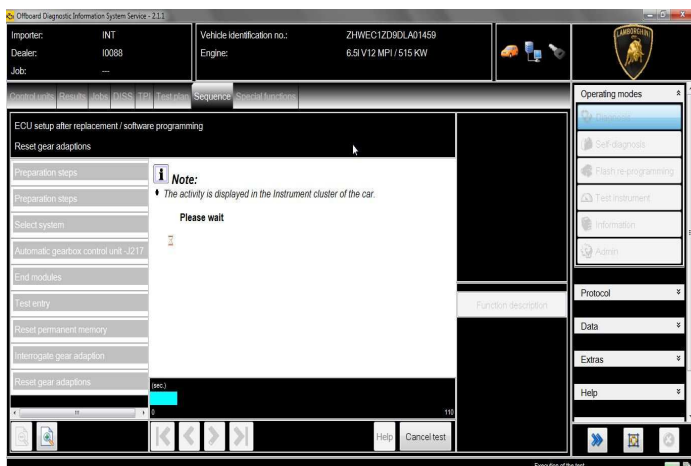 Offboard Diagnostic Information System Service - 2.1.1
Importer: INT
Dealer: I0088
Job: ---
Vehicle identification no.: ZHWEC1ZD9DLA01459
Engine: 6.5l V12 MPI / 515 KW
LAMBORGHINI
Control units Results Jobs DISS TPI Test plan Sequence Special functions
ECU setup after replacement / software programming
Reset gear adaptions
Preparation steps
Preparation steps
Select system
Automatic gearbox control unit -J217
End modules
Test entry
Reset permanent memory
Interrogate gear adaption
Reset gear adaptions
i Note:
The activity is displayed in the Instrument cluster of the car.
Please wait
(sec.)
0 110
Function description
Help
Cancel test
Operating modes
Diagnosis
Self-diagnosis
Flash re-programming
Test instrument
Information
Admin
Protocol
Data
Extras
Help
Execution of the test